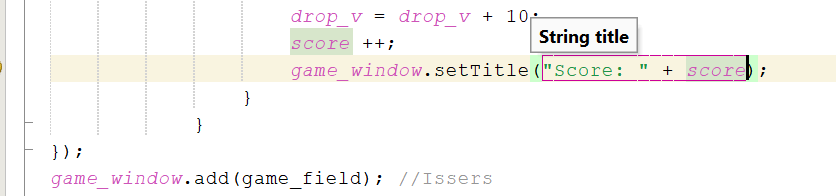 drop_v = drop_v + 10;
String title
score ++;
game_window.setTitle("Score: " + score);
}
}
});
game_window.add(game_field); //Issers